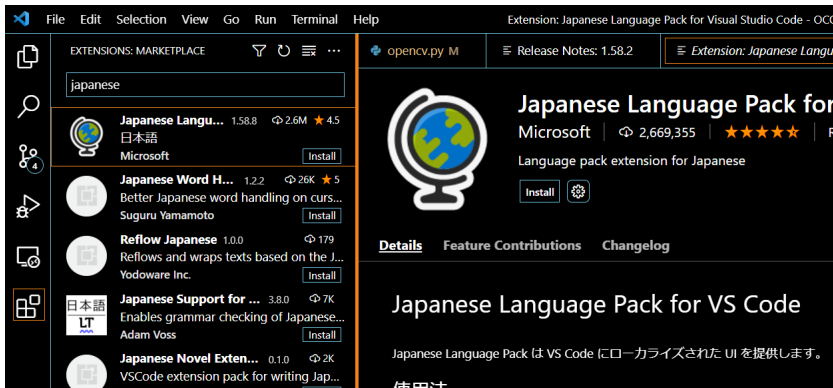 File Edit Selection View Go Run Terminal Help Extension: Japanese Language Pack for Visual Studio Code - OCC
EXTENSIONS: MARKETPLACE
japanese
Japanese Langu... 1.58.8 2.6M ★ 4.5
日本語
Microsoft Install
Japanese Word H... 1.2.2 26K ★ 5
Better Japanese word handling on curs...
Suguru Yamamoto Install
Reflow Japanese 1.0.0 179
Reflows and wraps texts based on the J...
Yodoware Inc. Install
日本語
LT
Japanese Support for ... 3.8.0 7K
Enables grammar checking of Japanese...
Adam Voss Install
Japanese Novel Exten... 0.1.0 2K
VSCode extension pack for writing Jap...
4
opencv.py M Release Notes: 1.58.2 Extension: Japanese Langu
Japanese Language Pack for
Microsoft 2,669,355
Language pack extension for Japanese
Install
Details Feature Contributions Changelog
Japanese Language Pack for VS Code
Japanese Language Pack は VS Code にローカライズされた UI を提供します。
使用法